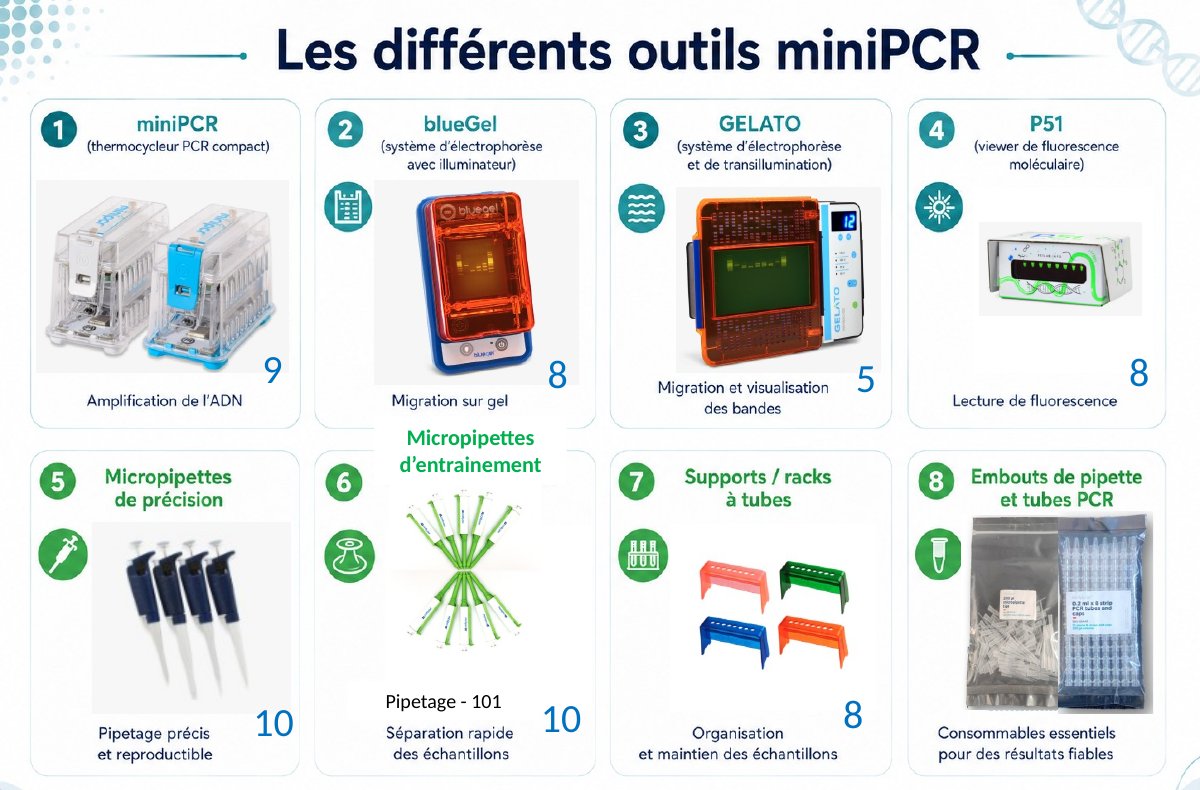 Les différents outils miniPCR
1
miniPCR
(thermocycleur PCR compact)
9
Amplification de l'ADN
2
blueGel
(système d'électrophorèse
avec illuminateur)
bluegel
bluegel
8
Migration sur gel
3
GELATO
(système d'électrophorèse
et de transillumination)
12
GELATO
5
Migration et visualisation
des bandes
4
P51
(viewer de fluorescence
moléculaire)
P51
8
Lecture de fluorescence
5
Micropipettes
de précision
10
Pipetage précis
et reproductible
6
Micropipettes
d'entrainement
Pipetage - 101
10
Séparation rapide
des échantillons
7
Supports / racks
à tubes
8
Organisation
et maintien des échantillons
8
Embouts de pipette
et tubes PCR
0.2 ml x 8 strip
PCR tubes and
caps
Consommables essentiels
pour des résultats fiables